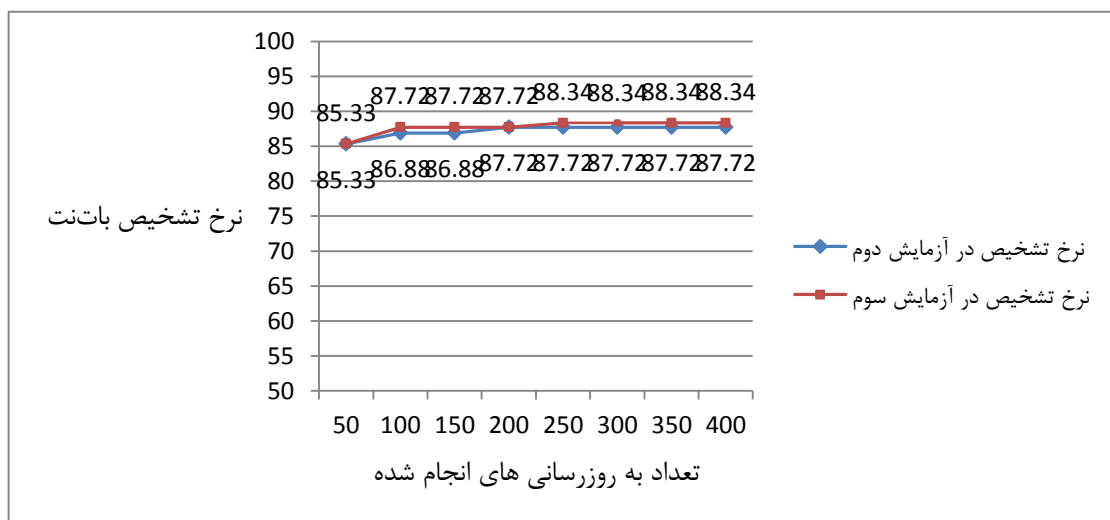 100
95
90
85
80
75
70
65
60
55
50
85.33 87.72 87.72 87.72 88.34 88.34 88.34 88.34
85.33 86.88 86.88 87.72 87.72 87.72 87.72 87.72
نرخ تشخیص بات‌نت
50 100 150 200 250 300 350 400
تعداد به روزرسانی های انجام شده
نرخ تشخیص در آزمایش دوم
نرخ تشخیص در آزمایش سوم